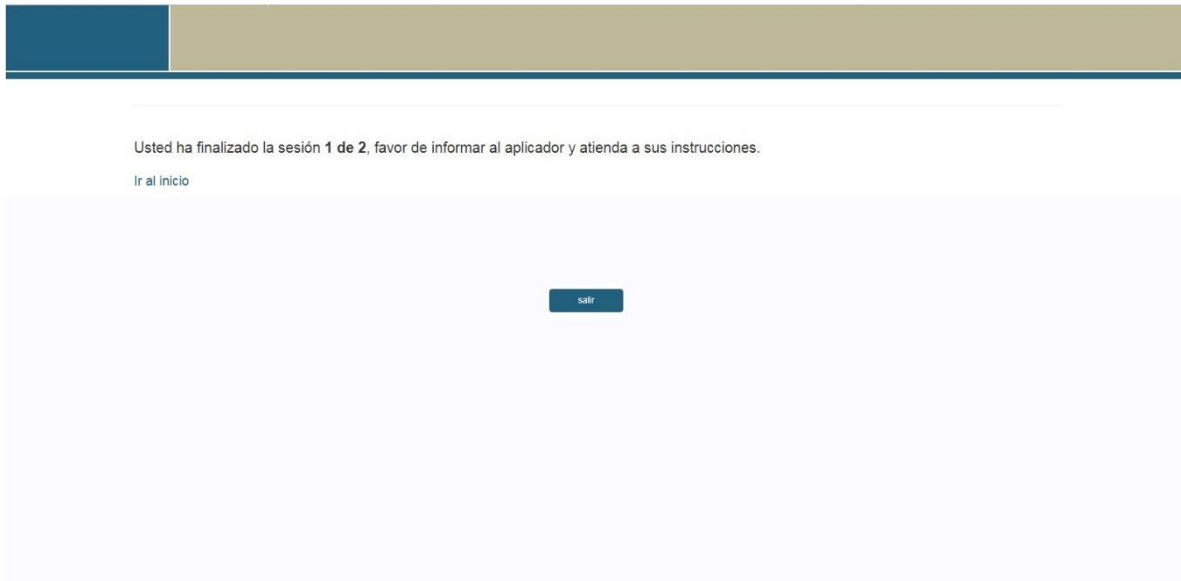 Usted ha finalizado la sesión 1 de 2, favor de informar al aplicador y atienda a sus instrucciones.
Ir al inicio
salir